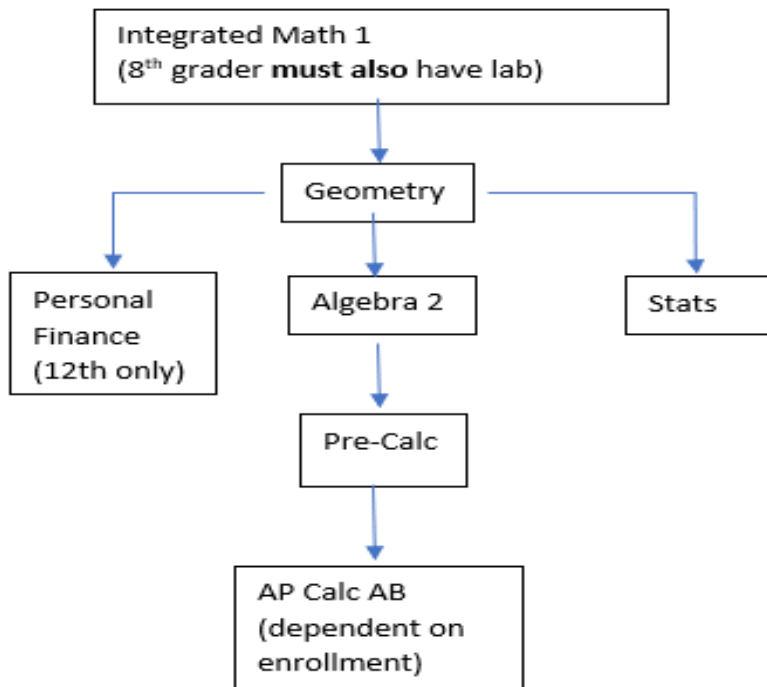 Integrated Math 1
(8th grader must also have lab)
Geometry
Personal
Finance
(12th only)
Algebra 2
Stats
Pre-Calc
AP Calc AB
(dependent on
enrollment)